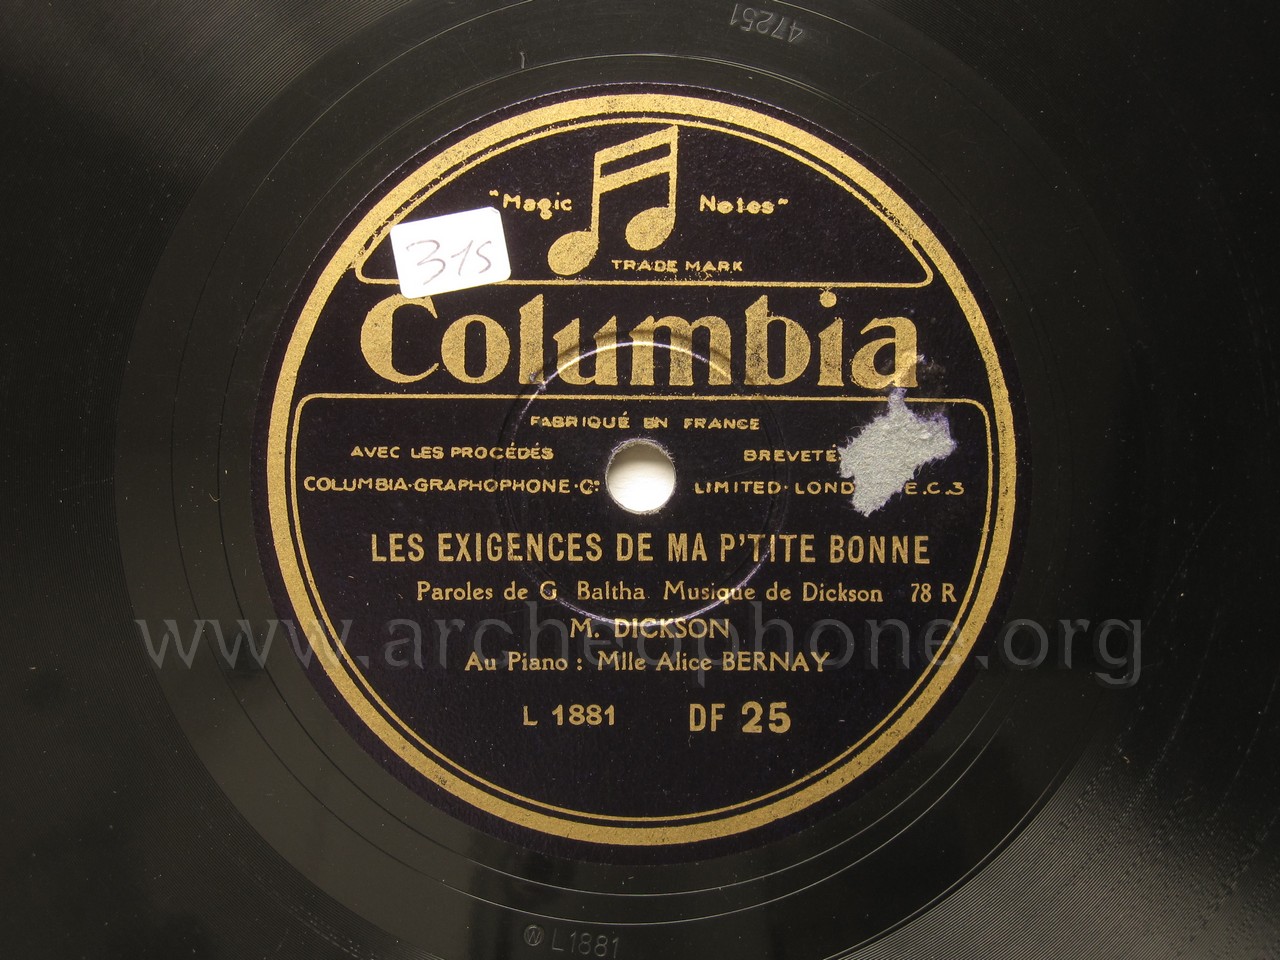 47251
"Magic Notes"
TRADE MARK
315
Columbia
FABRIQUÉ EN FRANCE
AVEC LES PROCÉDÉS BREVETÉ
COLUMBIA·GRAPHOPHONE·Cº LIMITED·LOND E.C.3
LES EXIGENCES DE MA P'TITE BONNE
Paroles de G. Baltha. Musique de Dickson 78 R
M. DICKSON
www.archeophone.org
Au Piano : Mlle Alice BERNAY
L 1881 DF 25
W L1881